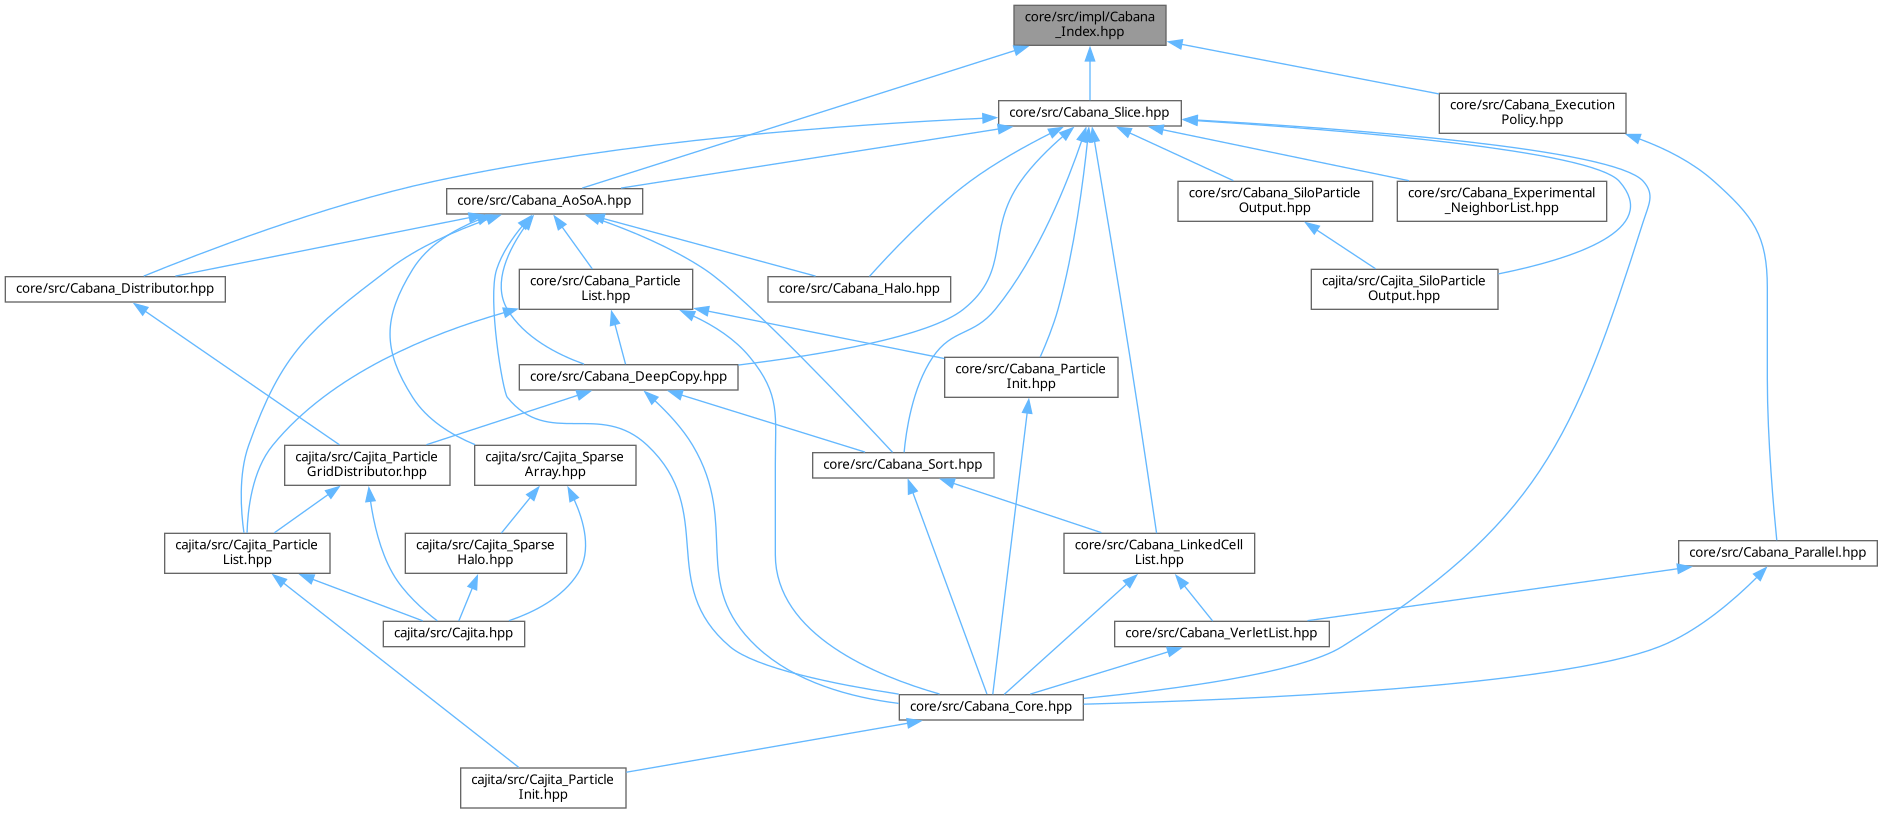 core/src/impl/Cabana
_Index.hpp
core/src/Cabana_Slice.hpp
core/src/Cabana_Execution
Policy.hpp
core/src/Cabana_AoSoA.hpp
core/src/Cabana_SiloParticle
Output.hpp
core/src/Cabana_Experimental
_NeighborList.hpp
core/src/Cabana_Distributor.hpp
core/src/Cabana_Particle
List.hpp
core/src/Cabana_Halo.hpp
cajita/src/Cajita_SiloParticle
Output.hpp
core/src/Cabana_DeepCopy.hpp
core/src/Cabana_Particle
Init.hpp
cajita/src/Cajita_Particle
GridDistributor.hpp
cajita/src/Cajita_Sparse
Array.hpp
core/src/Cabana_Sort.hpp
cajita/src/Cajita_Particle
List.hpp
cajita/src/Cajita_Sparse
Halo.hpp
core/src/Cabana_LinkedCell
List.hpp
core/src/Cabana_Parallel.hpp
cajita/src/Cajita.hpp
core/src/Cabana_VerletList.hpp
core/src/Cabana_Core.hpp
cajita/src/Cajita_Particle
Init.hpp